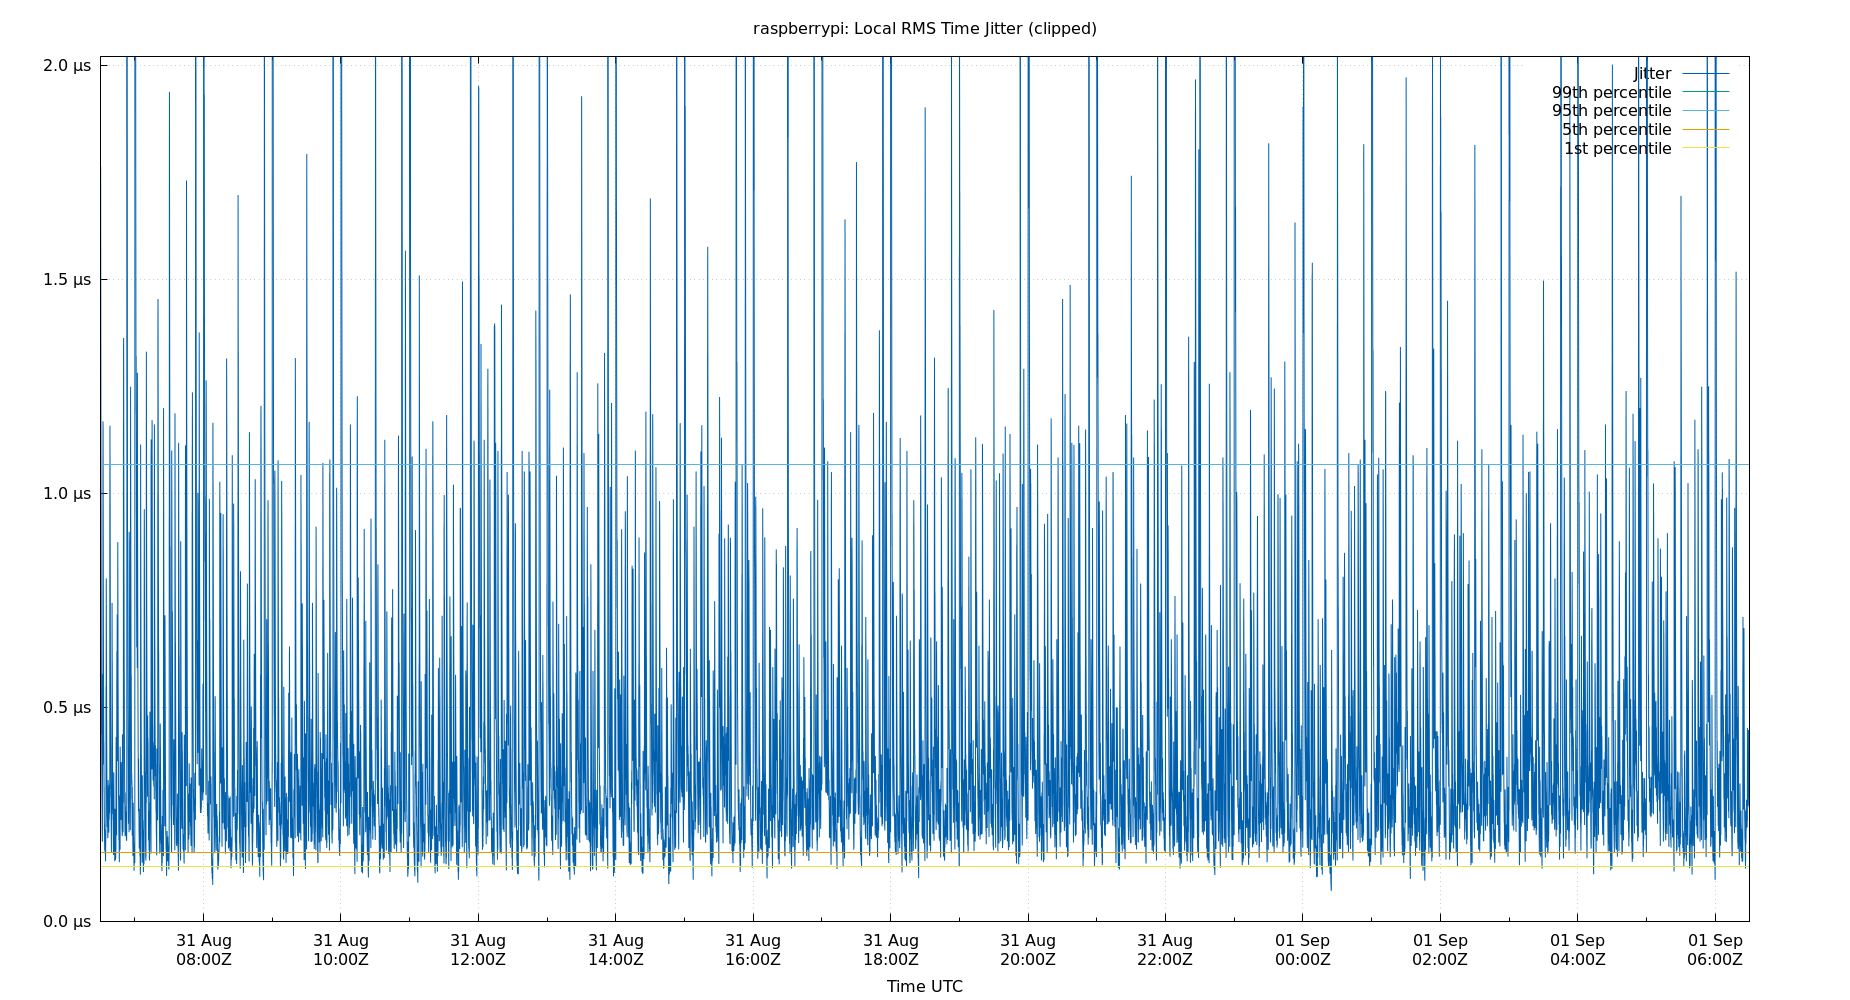 raspberrypi: Local RMS Time Jitter (clipped)
2.0 µs
1.5 µs
1.0 µs
0.5 µs
0.0 µs
Jitter
99th percentile
95th percentile
5th percentile
1st percentile
31 Aug 31 Aug 31 Aug 31 Aug 31 Aug 31 Aug 31 Aug 31 Aug 01 Sep 01 Sep 01 Sep 01 Sep
08:00Z 10:00Z 12:00Z 14:00Z 16:00Z 18:00Z 20:00Z 22:00Z 00:00Z 02:00Z 04:00Z 06:00Z
Time UTC